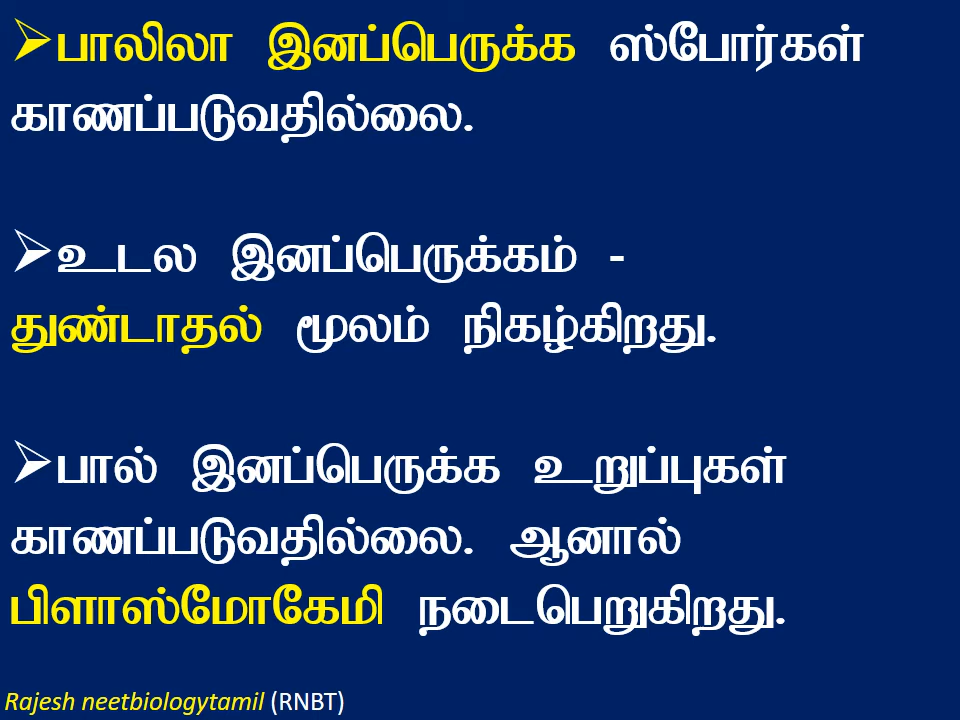 ➢பாலிலா இனப்பெருக்க ஸ்போர்கள்
காணப்படுவதில்லை.
➢உடல இனப்பெருக்கம் -
துண்டாதல் மூலம் நிகழ்கிறது.
➢பால் இனப்பெருக்க உறுப்புகள்
காணப்படுவதில்லை. ஆனால்
பிளாஸ்மோகேமி நடைபெறுகிறது.
Rajesh neetbiologytamil (RNBT)